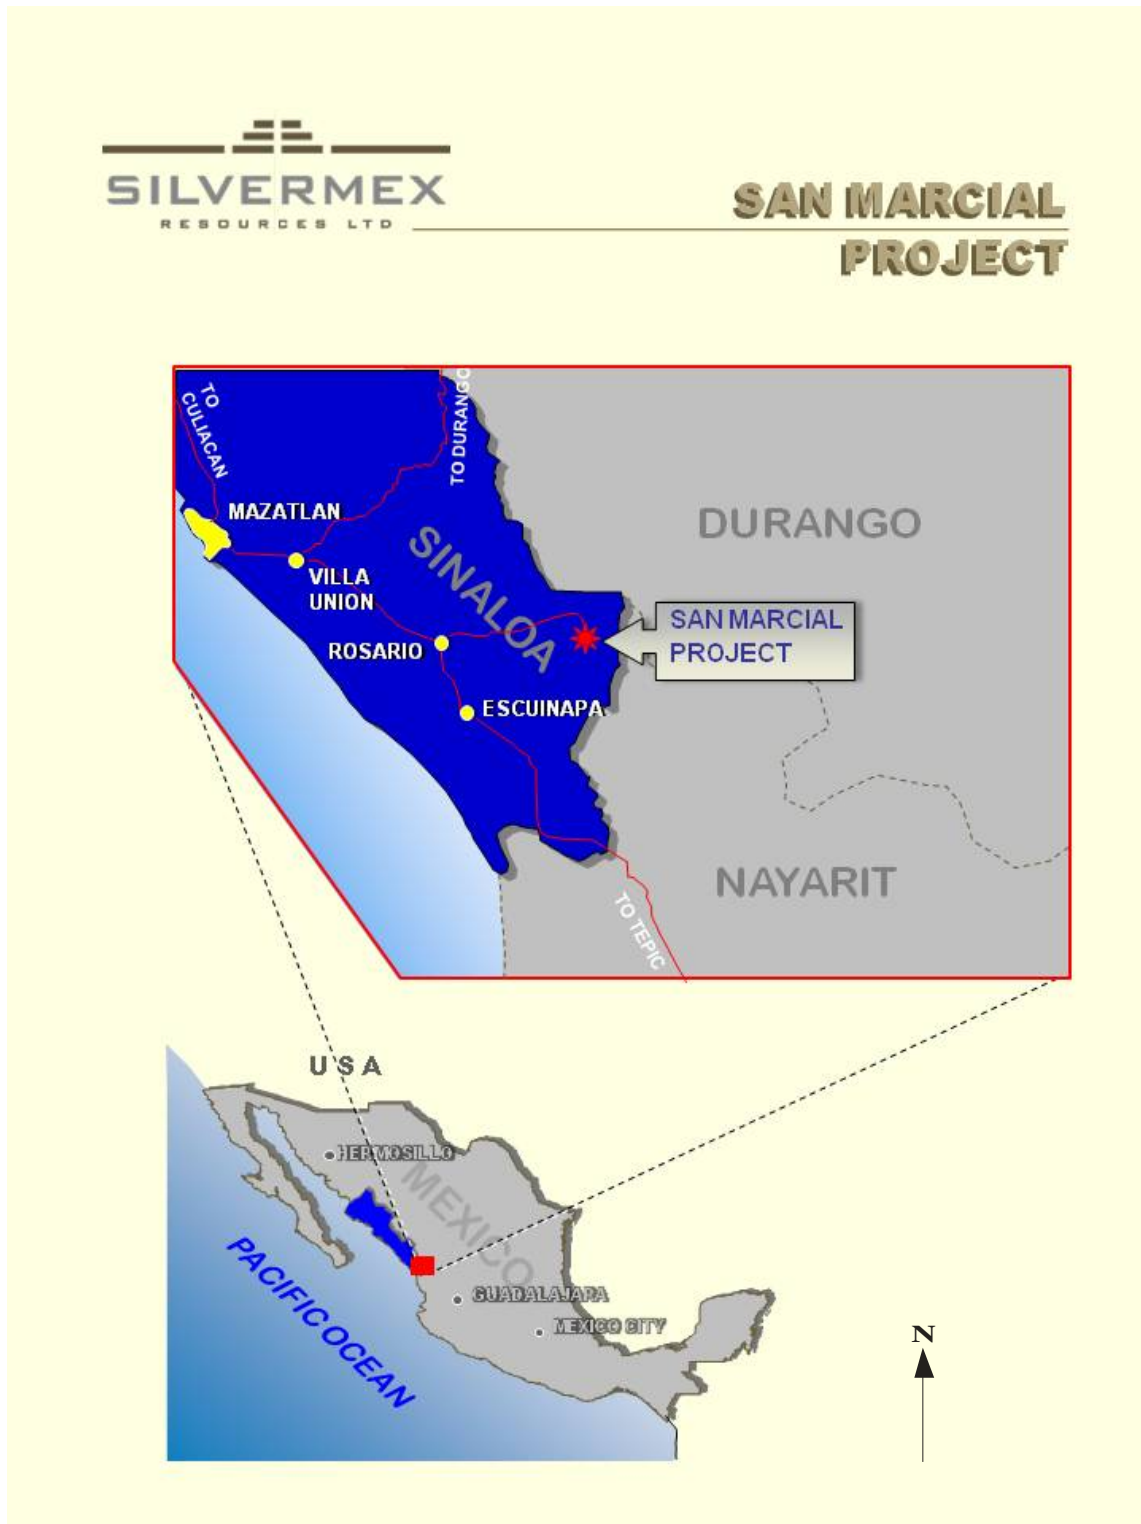 SILVERMEX
RESOURCES LTD
SAN MARCIAL
PROJECT
TO
CULIACAN
TO DURANGO
MAZATLAN
DURANGO
SINALOA
VILLA
UNION
SAN MARCIAL
PROJECT
ROSARIO
ESCUINAPA
NAYARIT
TO TEPIC
USA
HERMOSILLO
MEXICO
PACIFIC OCEAN
GUADALAJARA
MEXICO CITY
N